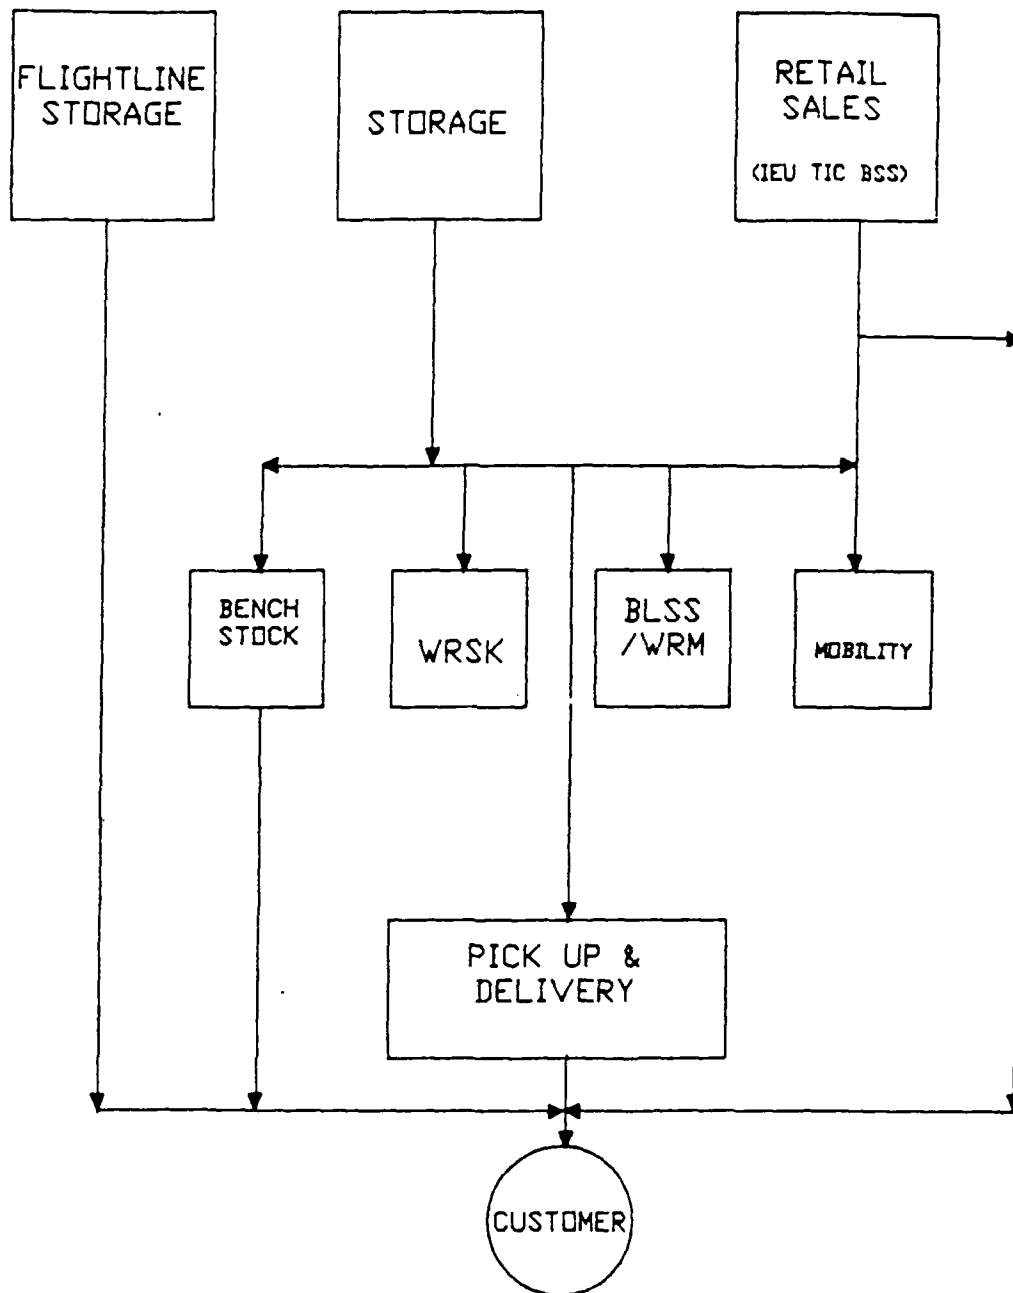 FLIGHTLINE
STORAGE
STORAGE
RETAIL
SALES
(IEU TIC BSS)
BENCH
STOCK
WRSK
BLSS
/WRM
MOBILITY
PICK UP &
DELIVERY
CUSTOMER